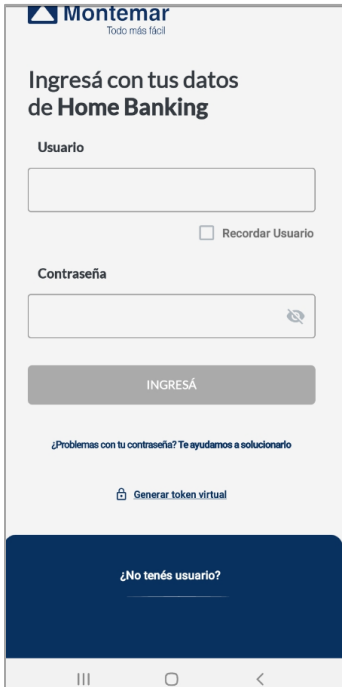 Montemar
Todo más fácil
Ingresá con tus datos
de Home Banking
Usuario
Recordar Usuario
Contraseña
INGRESÁ
¿Problemas con tu contraseña? Te ayudamos a solucionarlo
Generar token virtual
¿No tenés usuario?